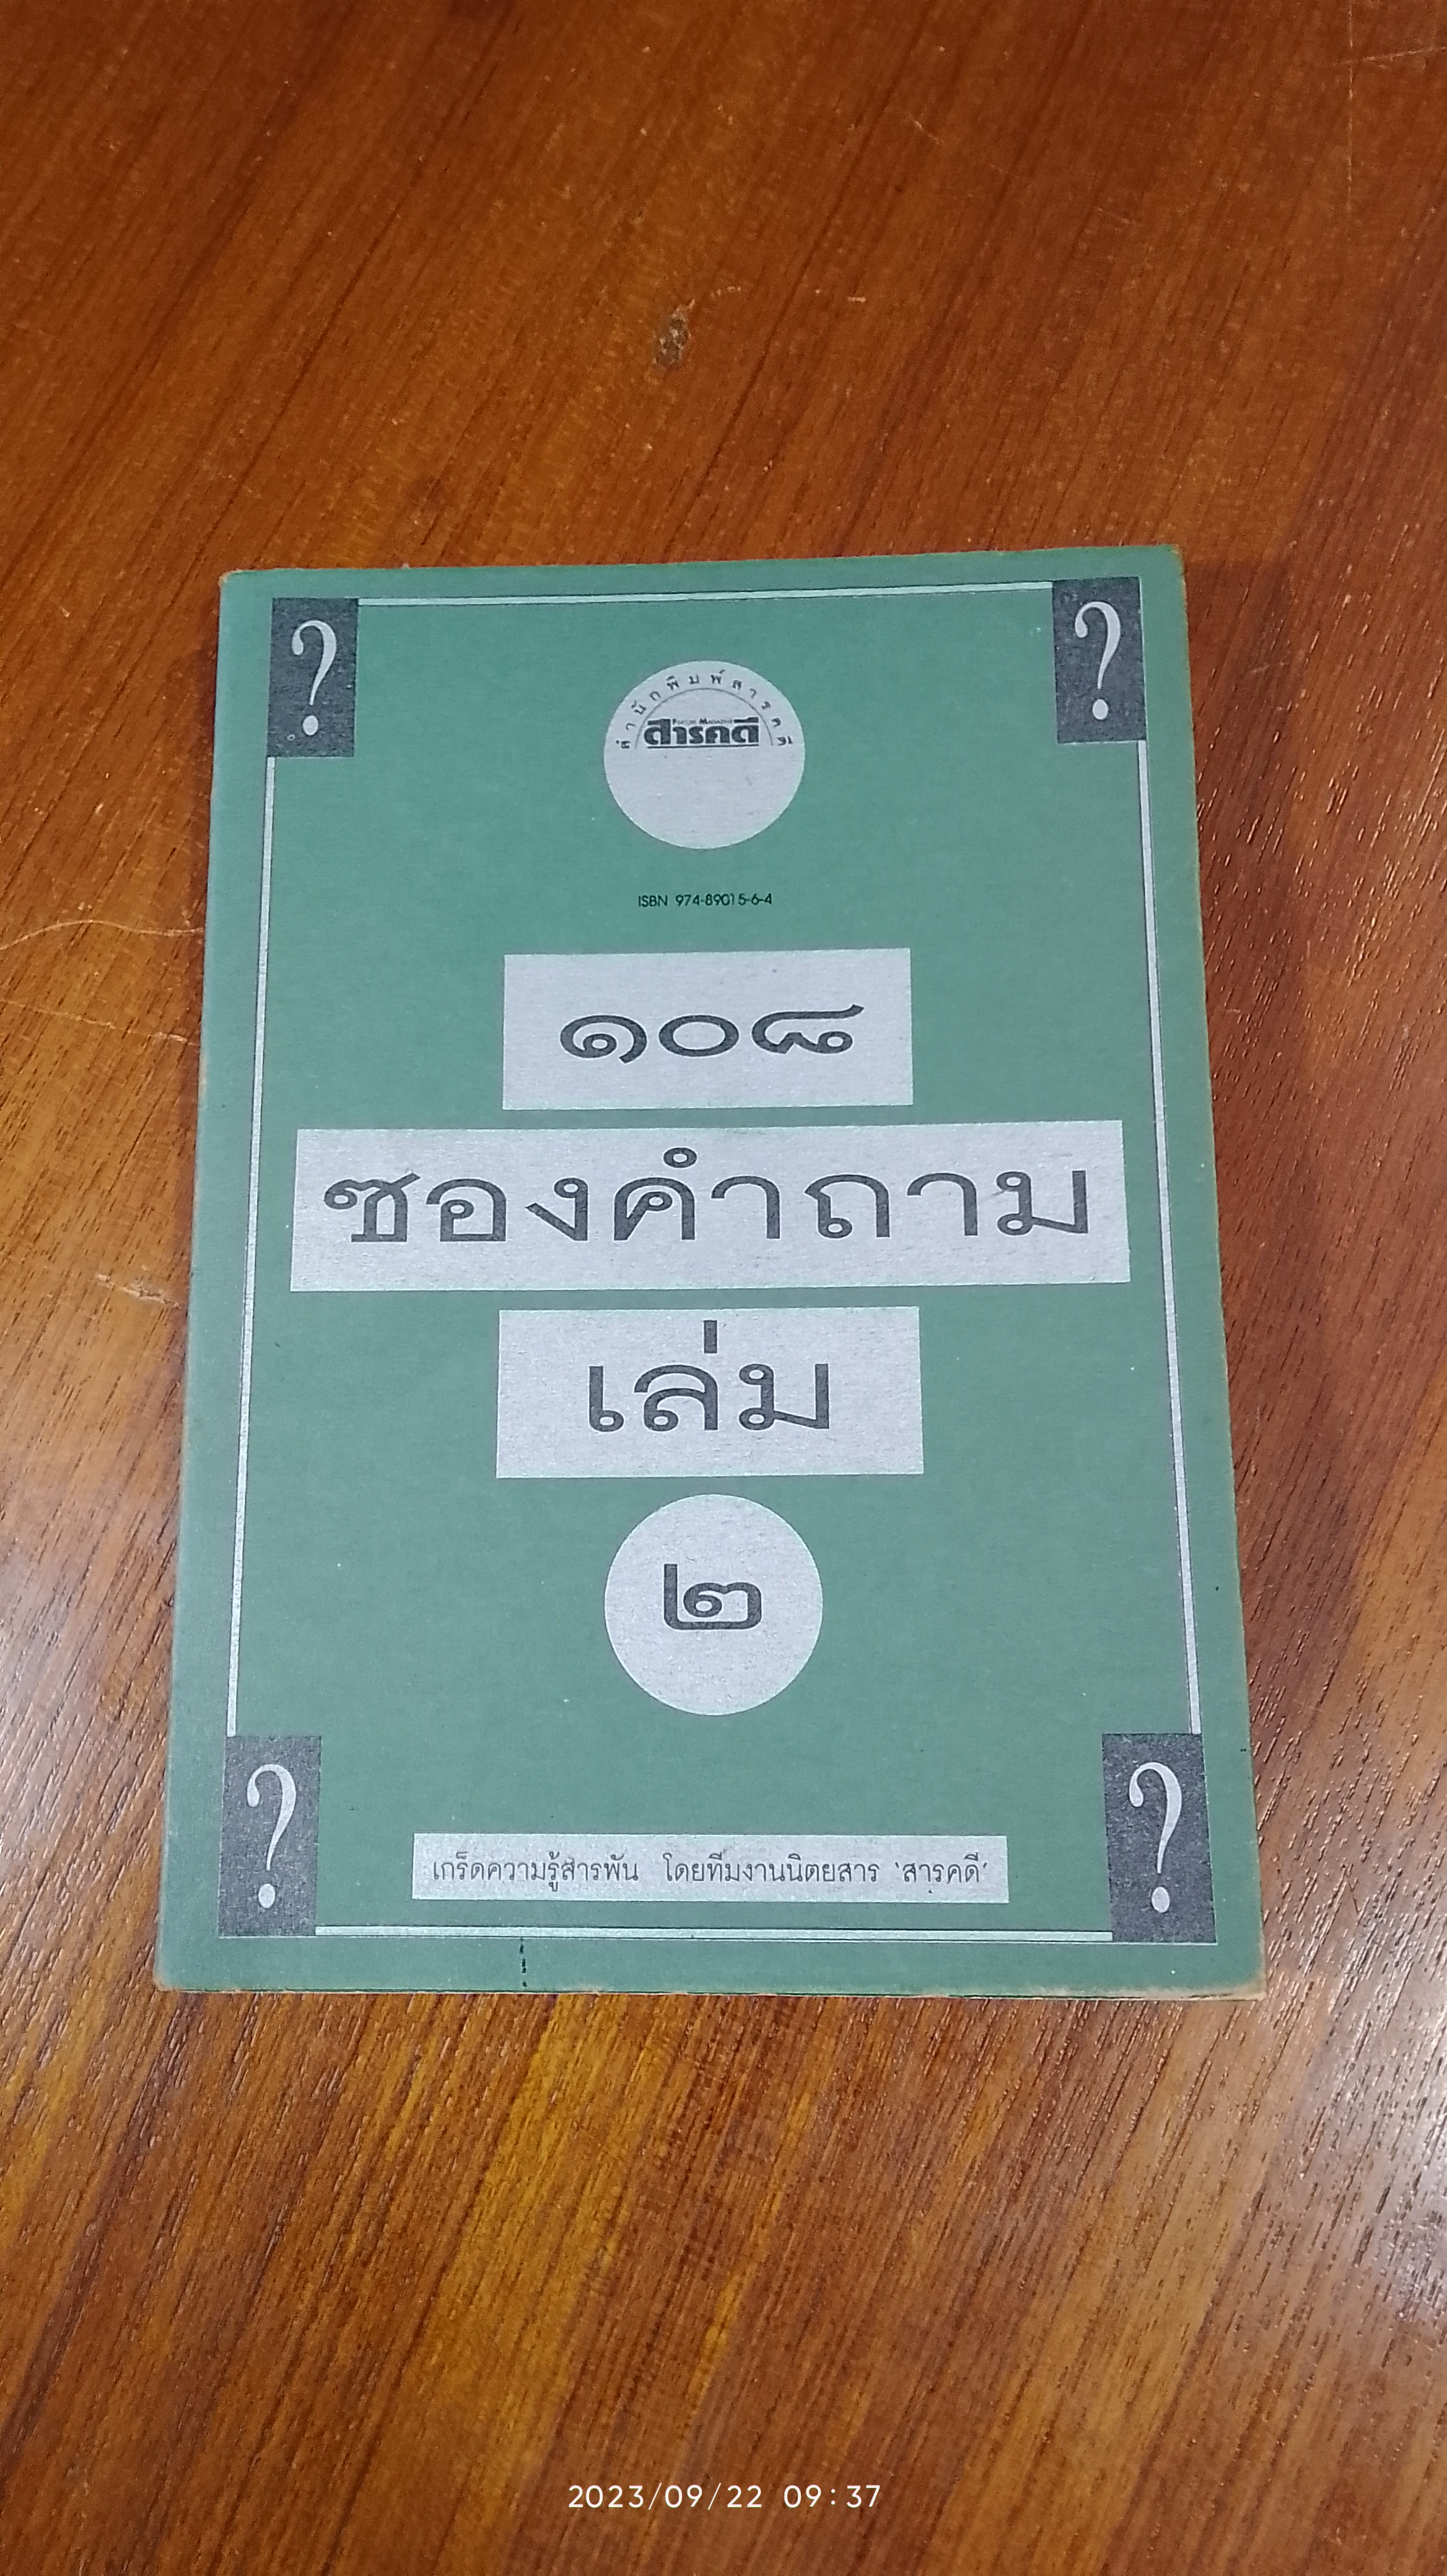 ?
?
สำนักพิมพ์สารคดี
FEATURE MAGAZINE
สารคดี
ISBN 974-89015-6-4
๑๐๘
ซองคำถาม
เล่ม
๒
?
?
เกร็ดความรู้สารพัน โดยทีมงานนิตยสาร 'สารคดี'
2023/09/22 09:37